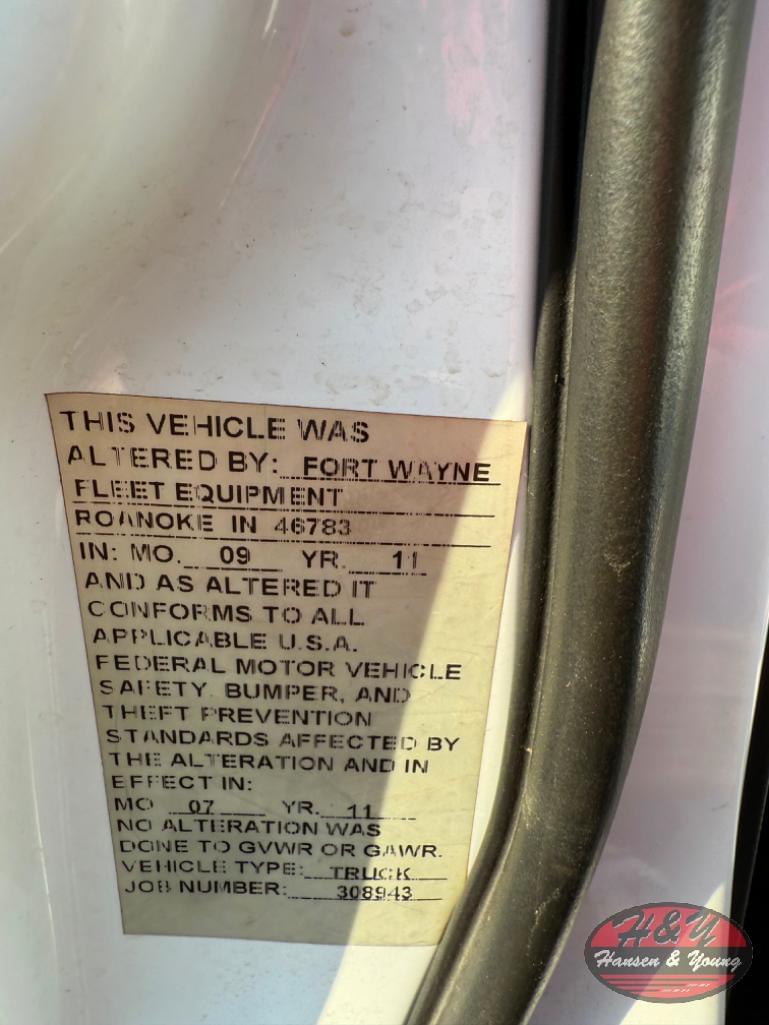 THIS VEHICLE WAS
ALTERED BY: FORT WAYNE
FLEET EQUIPMENT
ROANOKE IN 46783
IN: MO. 09 YR. 11
AND AS ALTERED IT
CONFORMS TO ALL
APPLICABLE U.S.A.
FEDERAL MOTOR VEHICLE
SAFETY, BUMPER, AND
THEFT PREVENTION
STANDARDS AFFECTED BY
THE ALTERATION AND IN
EFFECT IN:
MO 07 YR. 11
NO ALTERATION WAS
DONE TO GVWR OR GAWR.
VEHICLE TYPE: TRUCK
JOB NUMBER: 308943
H&Y
Hansen & Young